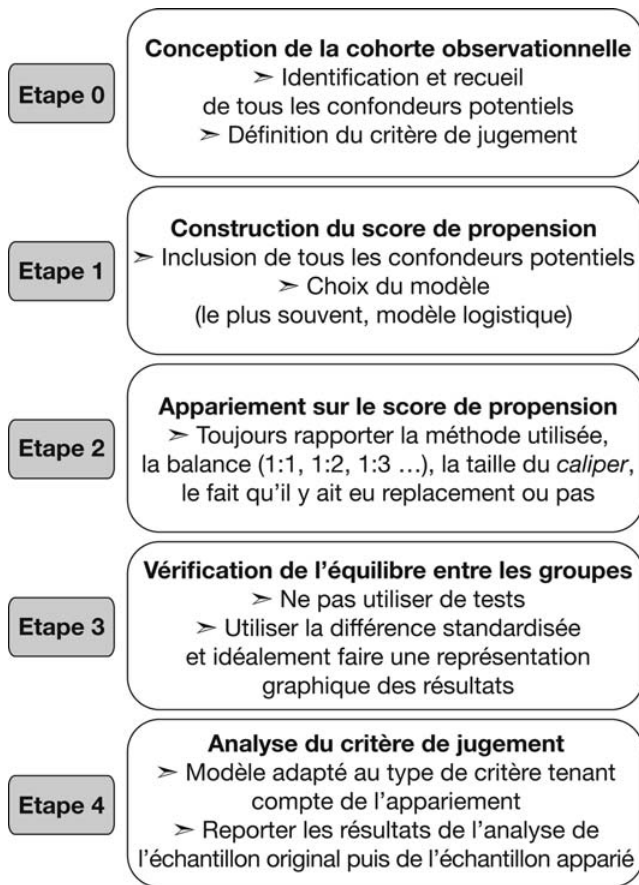 Etape 0
Conception de la cohorte observationnelle
➣ Identification et recueil
de tous les confondeurs potentiels
➣ Définition du critère de jugement
Etape 1
Construction du score de propension
➣ Inclusion de tous les confondeurs potentiels
➣ Choix du modèle
(le plus souvent, modèle logistique)
Etape 2
Appariement sur le score de propension
➣ Toujours rapporter la méthode utilisée,
la balance (1:1, 1:2, 1:3 …), la taille du caliper,
le fait qu'il y ait eu replacement ou pas
Etape 3
Vérification de l'équilibre entre les groupes
➣ Ne pas utiliser de tests
➣ Utiliser la différence standardisée
et idéalement faire une représentation
graphique des résultats
Etape 4
Analyse du critère de jugement
➣ Modèle adapté au type de critère tenant
compte de l'appariement
➣ Reporter les résultats de l'analyse de
l'échantillon original puis de l'échantillon apparié